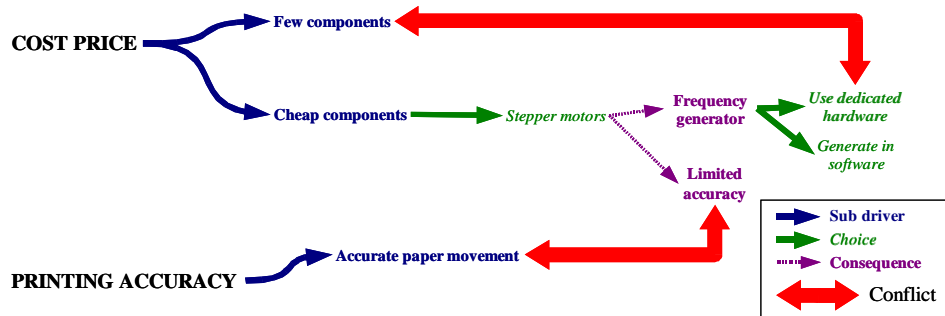 COST PRICE
Few components
Cheap components
Stepper motors
Frequency
generator
Use dedicated
hardware
Generate in
software
Limited
accuracy
PRINTING ACCURACY
Accurate paper movement
Sub driver
Choice
Consequence
Conflict